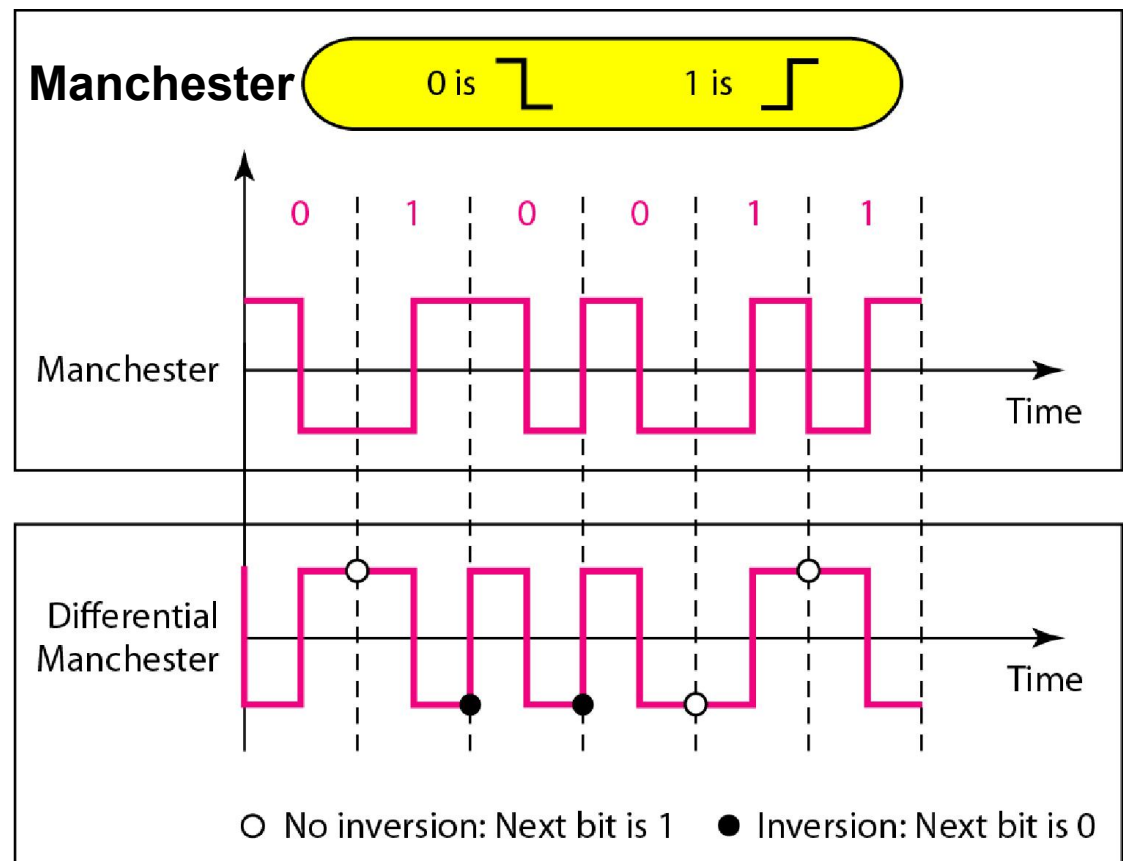 Manchester 0 is 1 is
0 1 0 0 1 1
Manchester
Time
Differential
Manchester
Time
No inversion: Next bit is 1 Inversion: Next bit is 0